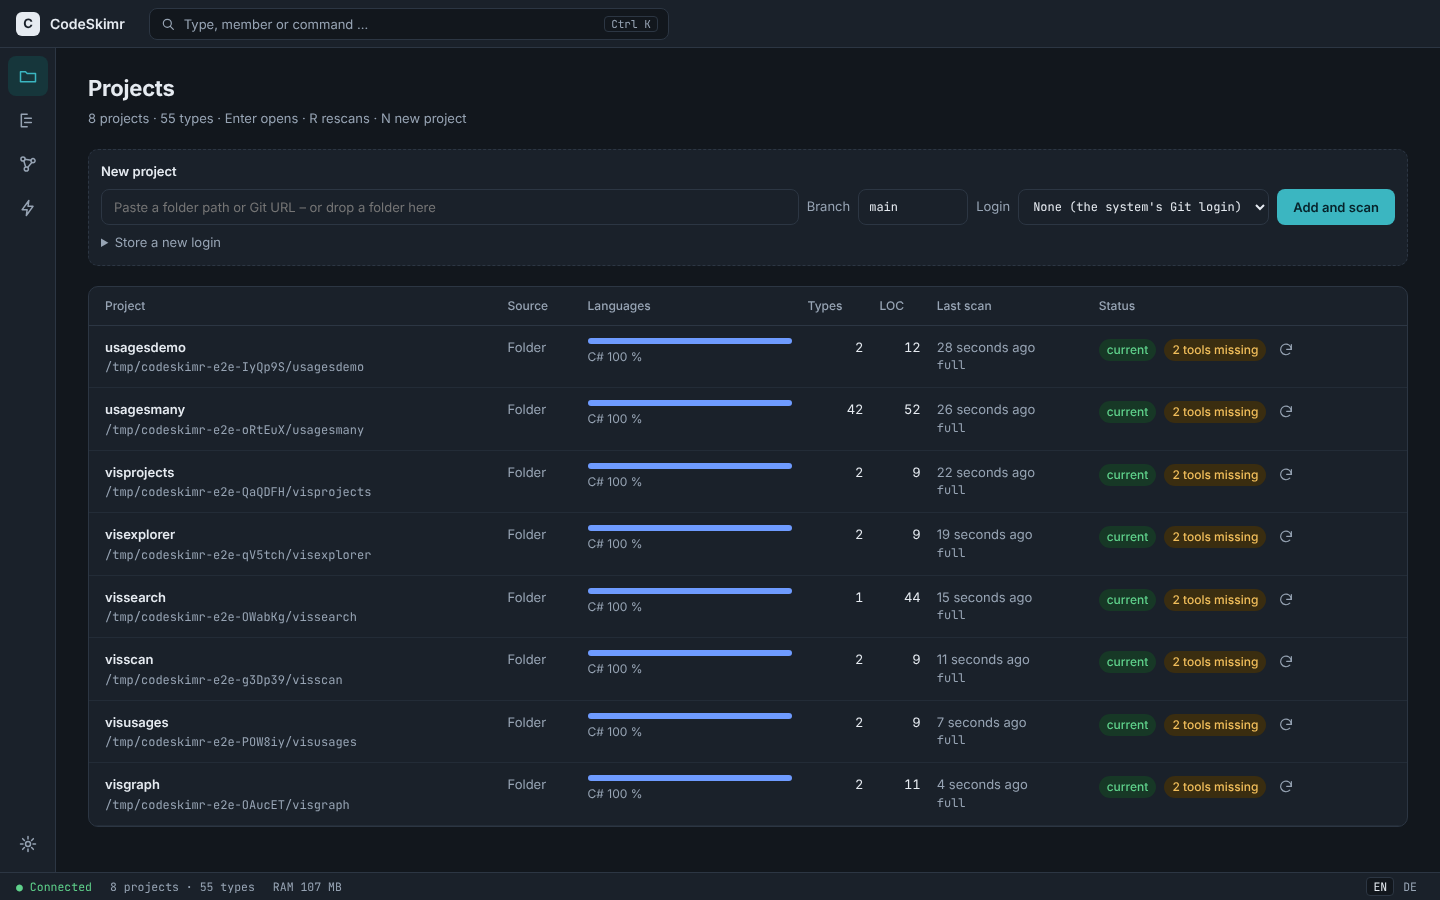 C CodeSkimr Type, member or command ... Ctrl K
Projects
8 projects · 55 types · Enter opens · R rescans · N new project
New project
Paste a folder path or Git URL – or drop a folder here Branch main Login None (the system's Git login) Add and scan
Store a new login
Project Source Languages Types LOC Last scan Status
usagesdemo Folder 2 12 28 seconds ago current 2 tools missing
/tmp/codeskimr-e2e-IyQp9S/usagesdemo C# 100 % full
usagesmany Folder 42 52 26 seconds ago current 2 tools missing
/tmp/codeskimr-e2e-oRtEuX/usagesmany C# 100 % full
visprojects Folder 2 9 22 seconds ago current 2 tools missing
/tmp/codeskimr-e2e-QaQDFH/visprojects C# 100 % full
visexplorer Folder 2 9 19 seconds ago current 2 tools missing
/tmp/codeskimr-e2e-qV5tch/visexplorer C# 100 % full
vissearch Folder 1 44 15 seconds ago current 2 tools missing
/tmp/codeskimr-e2e-OWabKg/vissearch C# 100 % full
visscan Folder 2 9 11 seconds ago current 2 tools missing
/tmp/codeskimr-e2e-g3Dp39/visscan C# 100 % full
visusages Folder 2 9 7 seconds ago current 2 tools missing
/tmp/codeskimr-e2e-POW8iy/visusages C# 100 % full
visgraph Folder 2 11 4 seconds ago current 2 tools missing
/tmp/codeskimr-e2e-OAucET/visgraph C# 100 % full
Connected 8 projects · 55 types RAM 107 MB EN DE